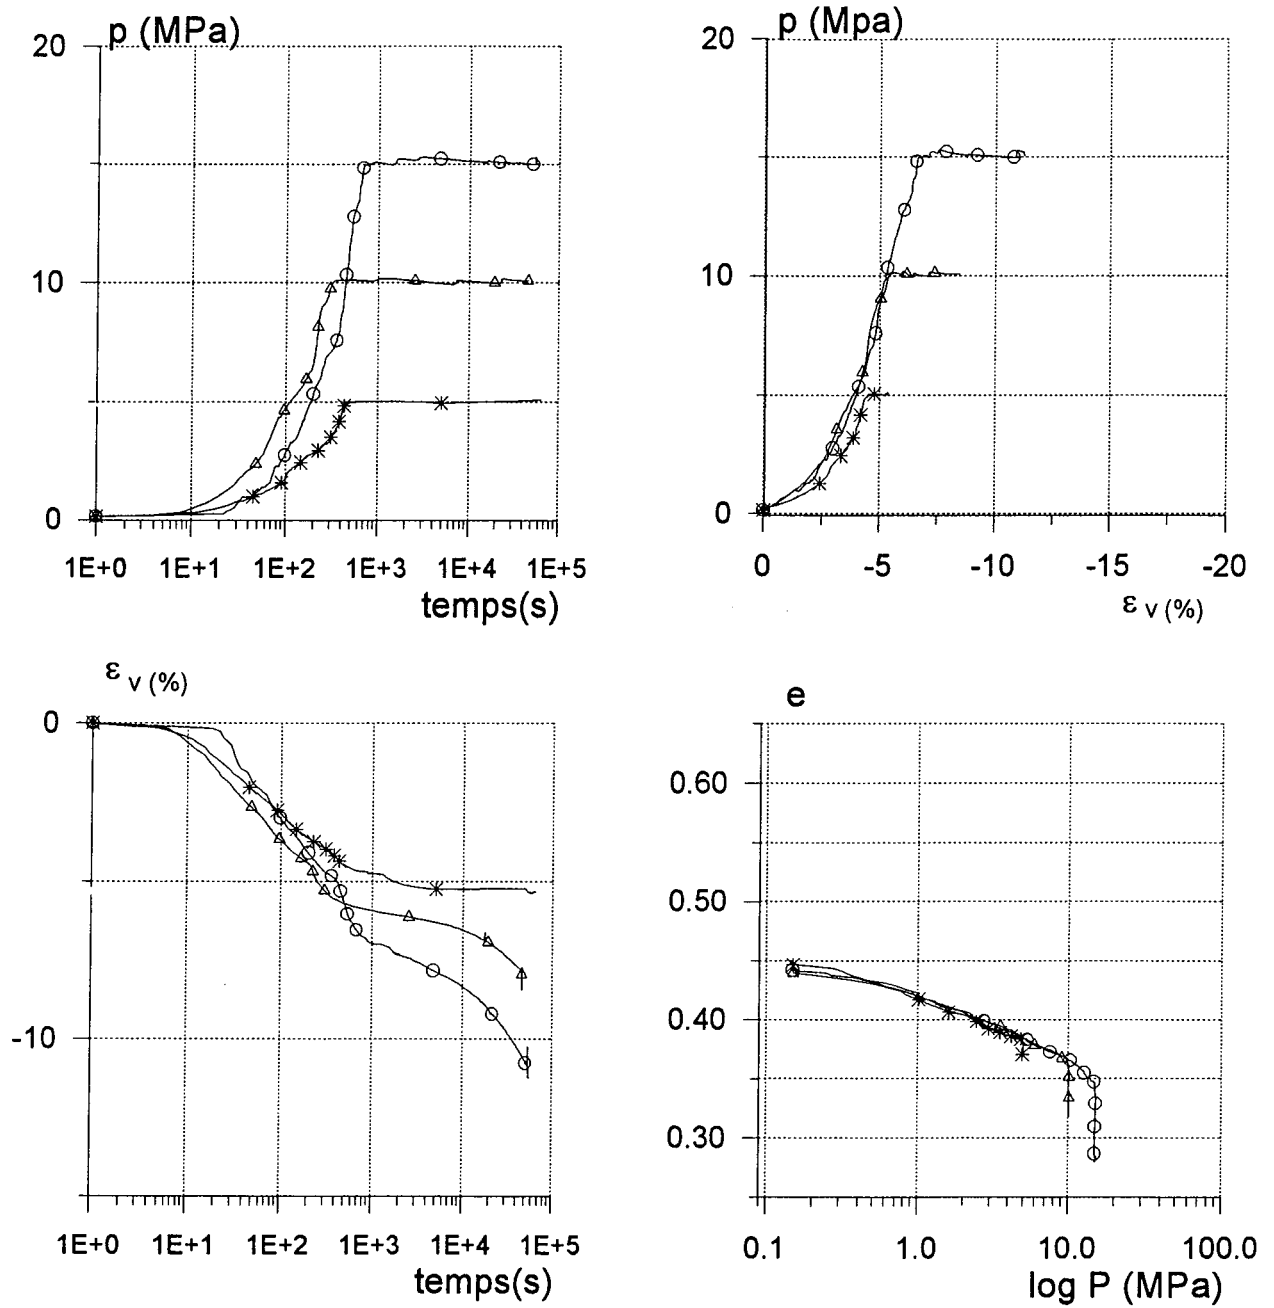 p (MPa)
20
10
0
1E+0 1E+1 1E+2 1E+3 1E+4 1E+5
temps(s)
p (Mpa)
20
10
0
0 -5 -10 -15 -20
ε v (%)
ε v (%)
0
-10
1E+0 1E+1 1E+2 1E+3 1E+4 1E+5
temps(s)
e
0.60
0.50
0.40
0.30
0.1 1.0 10.0 100.0
log P (MPa)